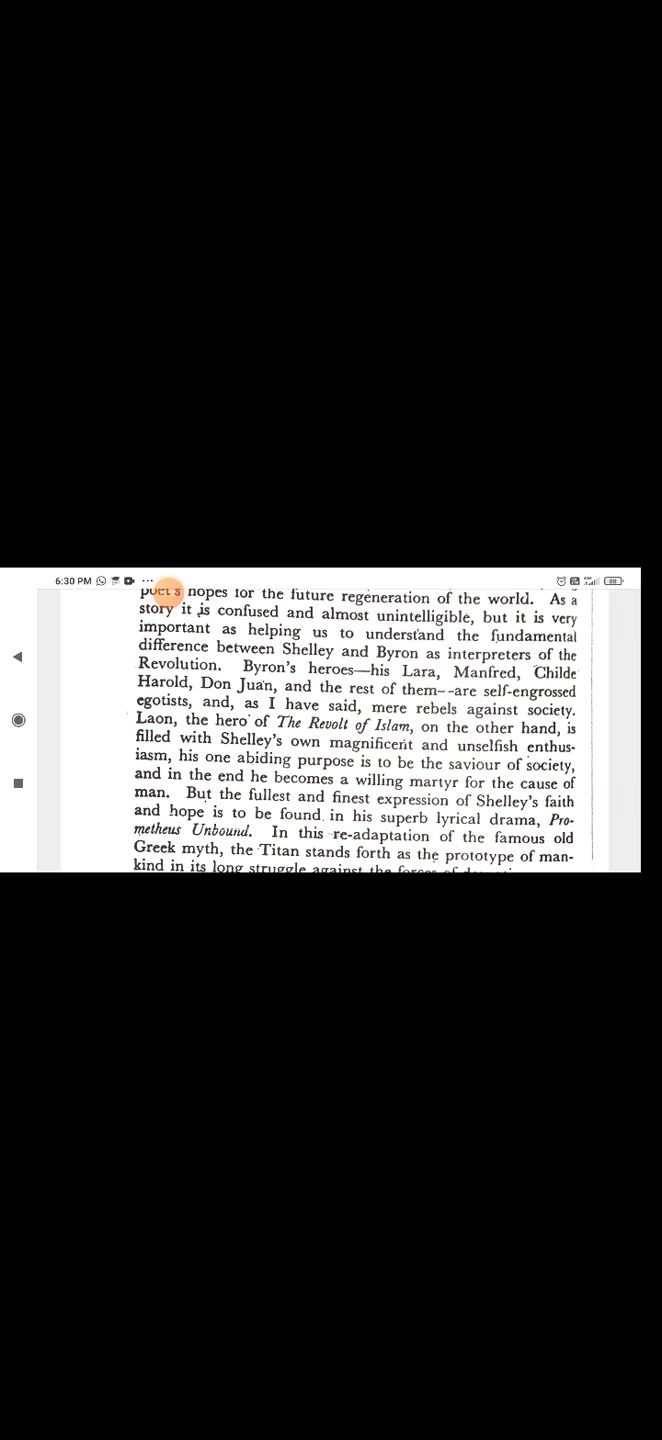 6:30 PM
poet's hopes for the future regeneration of the world. As a
story it is confused and almost unintelligible, but it is very
important as helping us to understand the fundamental
difference between Shelley and Byron as interpreters of the
Revolution. Byron's heroes—his Lara, Manfred, Childe
Harold, Don Juan, and the rest of them--are self-engrossed
egotists, and, as I have said, mere rebels against society.
Laon, the hero of The Revolt of Islam, on the other hand, is
filled with Shelley's own magnificent and unselfish enthus-
iasm, his one abiding purpose is to be the saviour of society,
and in the end he becomes a willing martyr for the cause of
man. But the fullest and finest expression of Shelley's faith
and hope is to be found in his superb lyrical drama, Pro-
metheus Unbound. In this re-adaptation of the famous old
Greek myth, the Titan stands forth as the prototype of man-
kind in its long struggle against the forces of